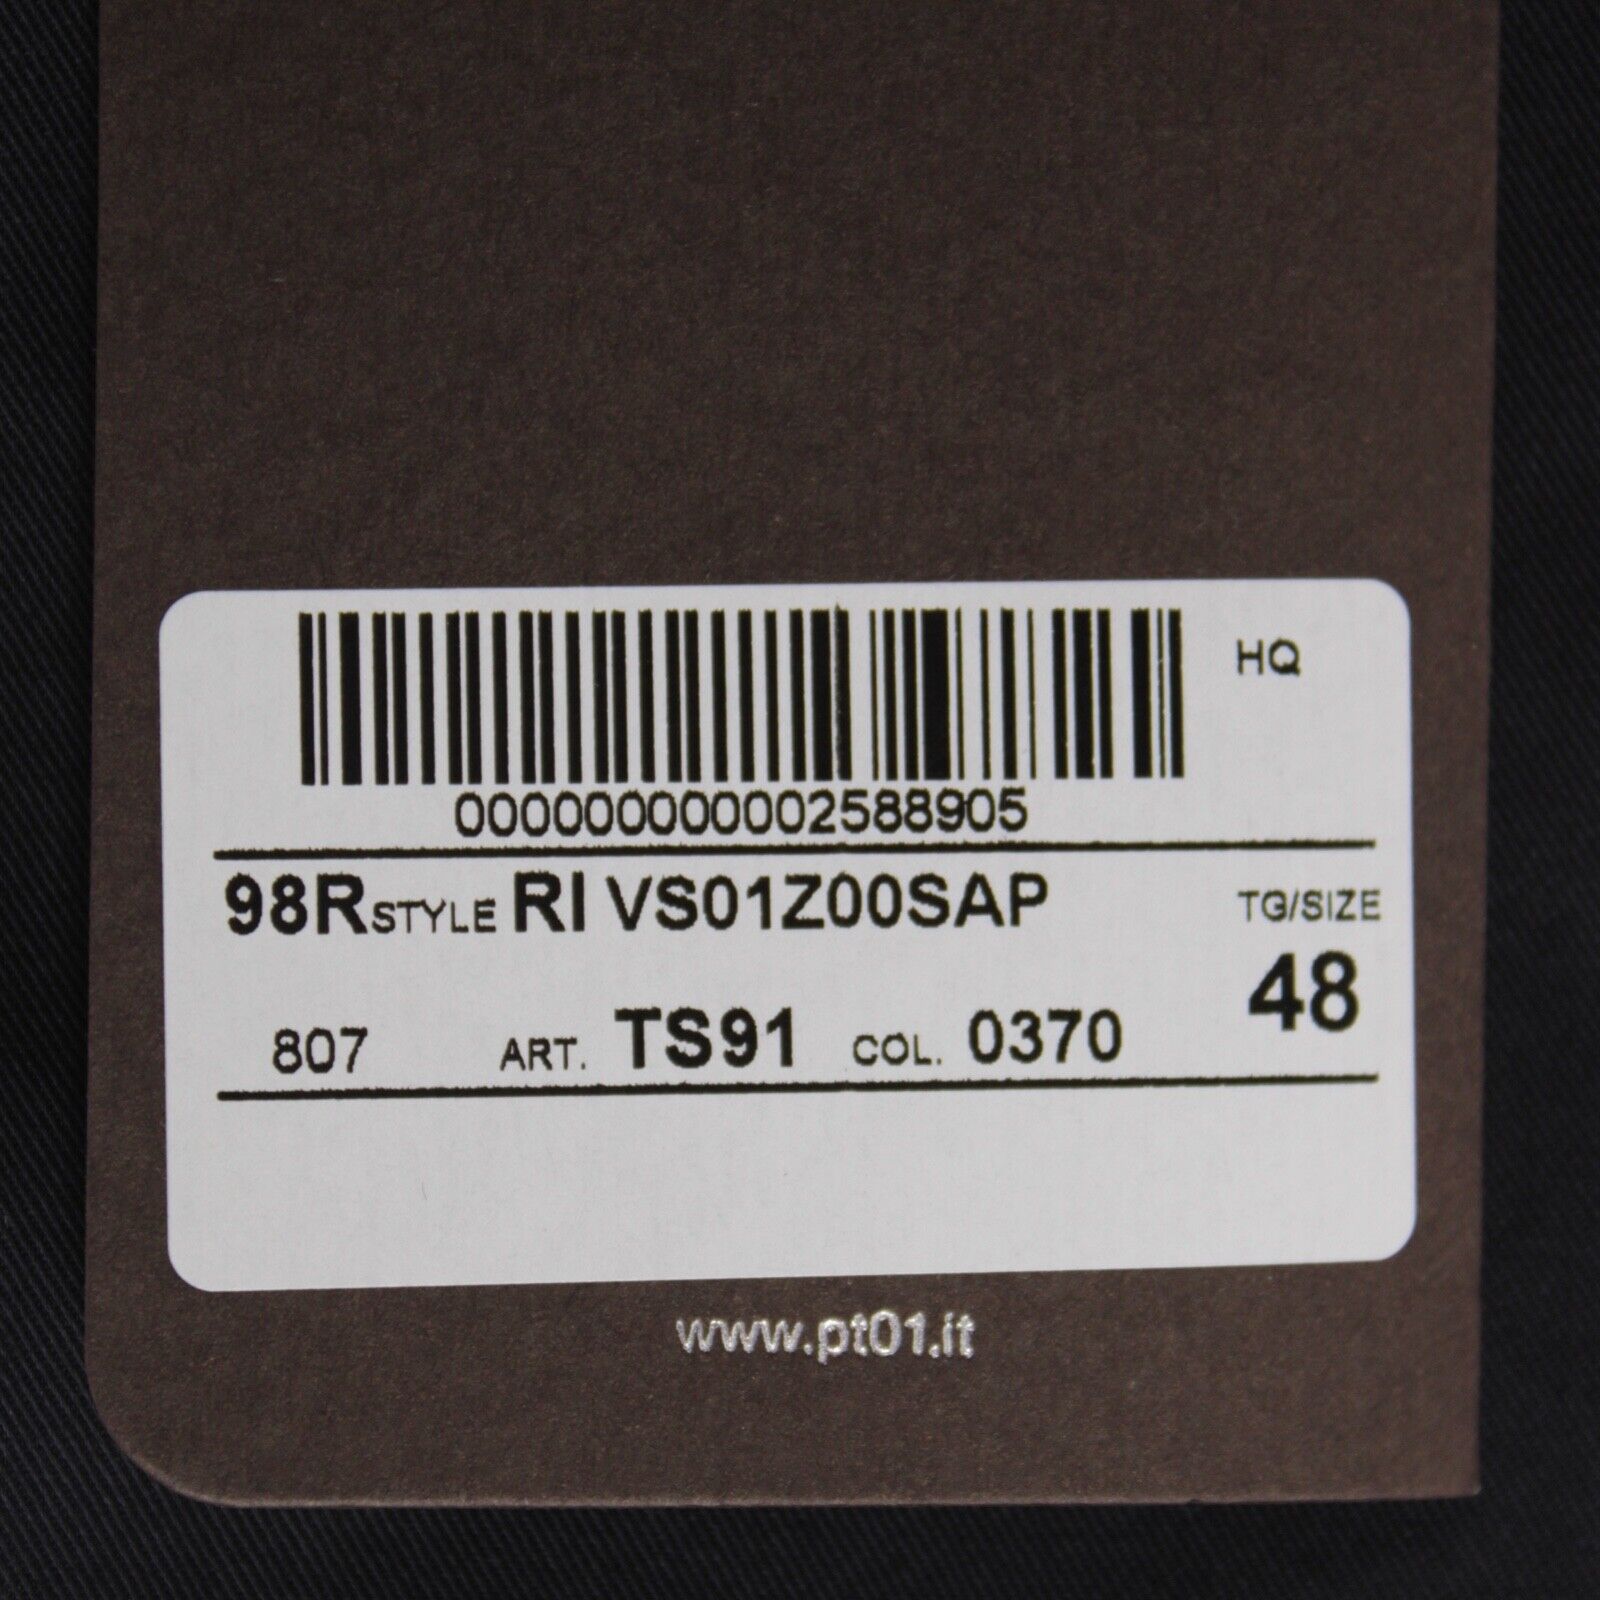 HQ
000000000002588905
98R STYLE RI VS01Z00SAP
TG/SIZE
48
807 ART. TS91 COL. 0370
www.pt01.it